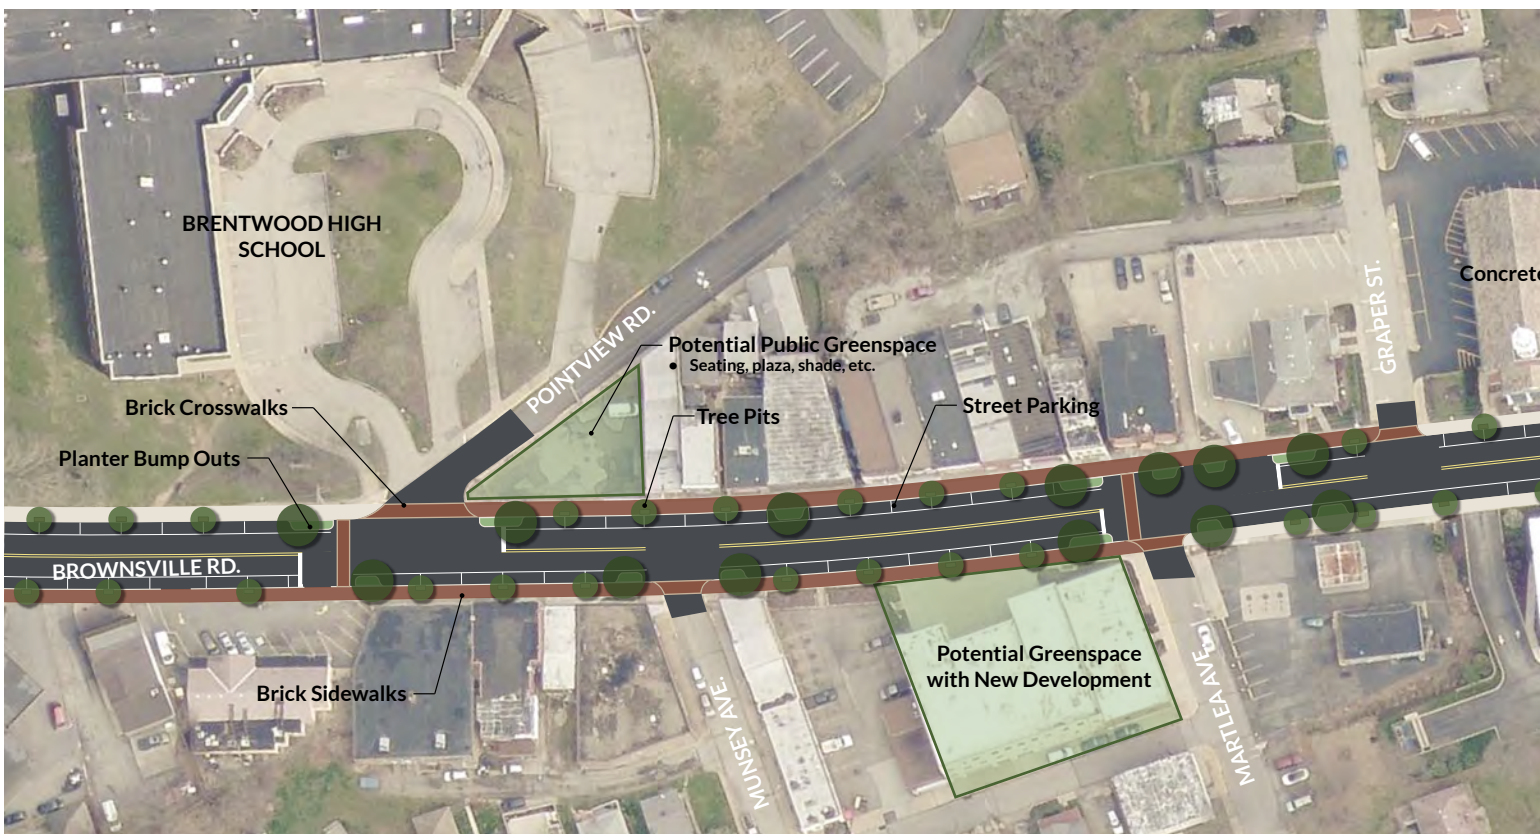 BRENTWOOD HIGH
SCHOOL
GRAPER ST.
Concrete
POINTVIEW RD.
Potential Public Greenspace
• Seating, plaza, shade, etc.
Brick Crosswalks
Tree Pits
Street Parking
Planter Bump Outs
BROWNSVILLE RD.
Potential Greenspace
with New Development
Brick Sidewalks
MUNSEY AVE.
MARTLEA AVE.